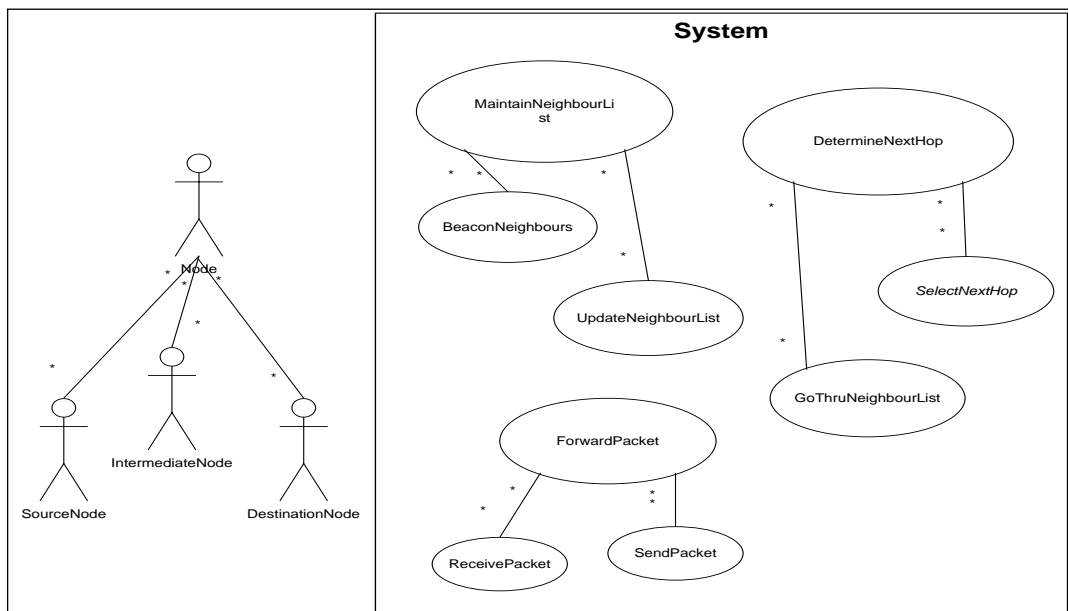 System
MaintainNeighbourLi
st
DetermineNextHop
* * *
*
*
BeaconNeighbours
*
*
Node
* * *
SelectNextHop
*
UpdateNeighbourList
*
*
*
*
GoThruNeighbourList
ForwardPacket
IntermediateNode
*
*
*
*
SourceNode
DestinationNode
SendPacket
ReceivePacket